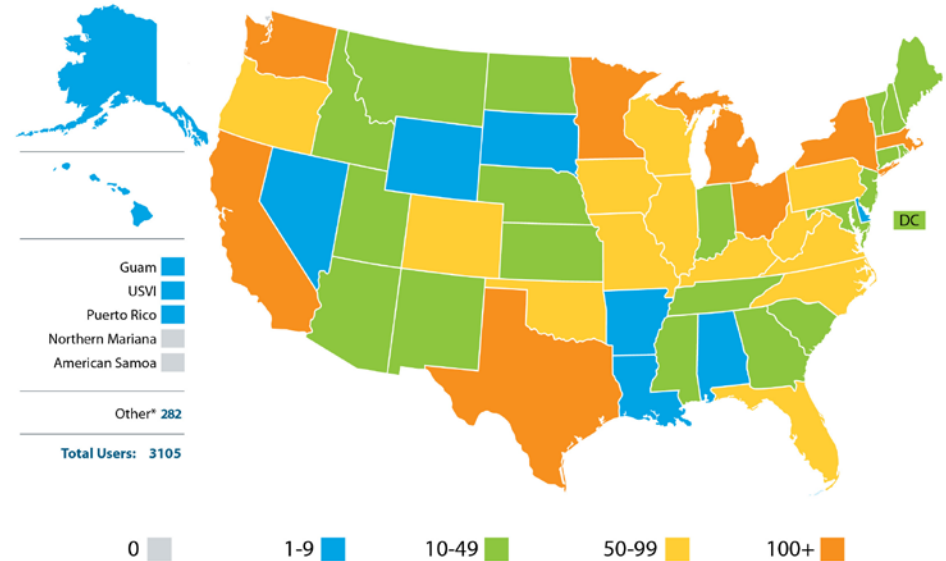 Guam
USVI
Puerto Rico
Northern Mariana
American Samoa
Other* 282
Total Users: 3105
DC
0 1-9 10-49 50-99 100+